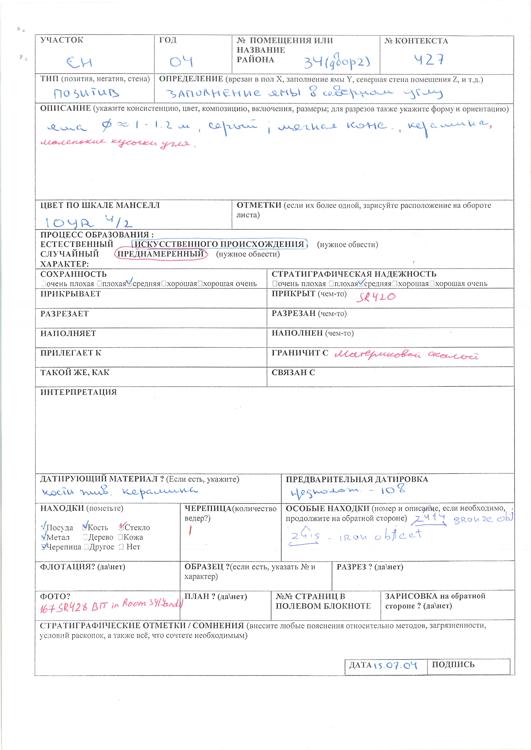 УЧАСТОК
ЕН
ГОД
04
№ ПОМЕЩЕНИЯ ИЛИ НАЗВАНИЕ РАЙОНА
34(двор2)
№ КОНТЕКСТА
427
ТИП (позитив, негатив, стена)
ПОЗИТИВ
ОПРЕДЕЛЕНИЕ (врезан в пол X, заполнение ямы Y, северная стена помещения Z, и т.д.)
ЗАПОЛНЕНИЕ ЯМЫ в северном углу
ОПИСАНИЕ (укажите консистенцию, цвет, композицию, включения, размеры; для разрезов также укажите форму и ориентацию)
яма Ø ≈ 1 - 1.2 м, серый, мягкая конс., керамика,
маленькие кусочки угля.
ЦВЕТ ПО ШКАЛЕ МАНСЕЛЛ
10YR 4/2
ОТМЕТКИ (если их более одной, зарисуйте расположение на обороте листа)
ПРОЦЕСС ОБРАЗОВАНИЯ :
ЕСТЕСТВЕННЫЙ ИСКУССТВЕННОГО ПРОИСХОЖДЕНИЯ (нужное обвести)
СЛУЧАЙНЫЙ ПРЕДНАМЕРЕННЫЙ (нужное обвести)
ХАРАКТЕР:
СОХРАННОСТЬ
□очень плохая □плохая □средняя □хорошая □хорошая очень
СТРАТИГРАФИЧЕСКАЯ НАДЕЖНОСТЬ
□очень плохая □плохая □средняя □хорошая □хорошая очень
ПРИКРЫВАЕТ
ПРИКРЫТ (чем-то) SR420
РАЗРЕЗАЕТ
РАЗРЕЗАН (чем-то)
НАПОЛНЯЕТ
НАПОЛНЕН (чем-то)
ПРИЛЕГАЕТ К
ГРАНИЧИТ С материковой скалой
ТАКОЙ ЖЕ, КАК
СВЯЗАН С
ИНТЕРПРЕТАЦИЯ
ДАТИРУЮЩИЙ МАТЕРИАЛ ? (Если есть, укажите)
кости жив. керамика
ПРЕДВАРИТЕЛЬНАЯ ДАТИРОВКА
- 108
НАХОДКИ (пометьте)
□Посуда □Кость □Стекло
□Метал □Дерево □Кожа
□Черепица □Другое □ Нет
ЧЕРЕПИЦА(количество ведер?)
1
ОСОБЫЕ НАХОДКИ (номер и описание, если необходимо,
продолжите на обратной стороне) 2414 bronze obj
2415 - iron object
ФЛОТАЦИЯ? (да\нет)
ОБРАЗЕЦ ?(если есть, указать № и характер)
РАЗРЕЗ ? (да\нет)
ФОТО?
167 SR428 BIT in Room 34(Yard)
ПЛАН ? (да\нет)
№№ СТРАНИЦ В ПОЛЕВОМ БЛОКНОТЕ
ЗАРИСОВКА на обратной стороне ? (да\нет)
СТРАТИГРАФИЧЕСКИЕ ОТМЕТКИ / СОМНЕНИЯ (внесите любые пояснения относительно методов, загрязненности,
условий раскопок, а также всё, что сочтете необходимым)
ДАТА 15.07.04
ПОДПИСЬ